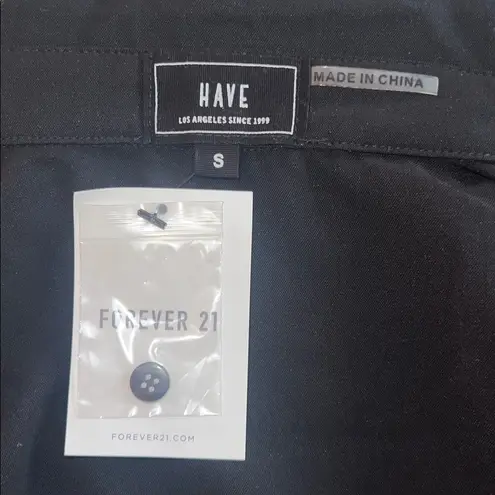 HAVE
LOS ANGELES SINCE 1999
MADE IN CHINA
S
FOREVER 21
FOREVER21.COM